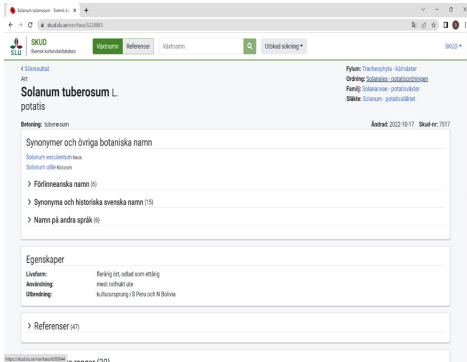 Solanum tuberosum - Svensk ku
skud.slu.se/nav/taxa/6228885
SLU
SKUD
Svensk kulturväxtdatabas
Växtnamn
Referenser
Växtnamn
Utökad sökning
SKUD
Sökresultat
Art
Solanum tuberosum L.
potatis
Fylum: Tracheophyta - kärlväxter
Ordning: Solanales - potatisordningen
Familj: Solanaceae - potatisväxter
Släkte: Solanum - potatissläktet
Betoning: tuberosum
Ändrad: 2022-10-17 Skud-nr: 7517
Synonymer och övriga botaniska namn
Solanum esculentum Neck.
Solanum utile Klotzsch
Förlinneanska namn (6)
Synonyma och historiska svenska namn (15)
Namn på andra språk (6)
Egenskaper
Livsform: flerårig ört, odlad som ettårig
Användning: mest rotfrukt ute
Utbredning: kulturursprung i S Peru och N Bolivia
Referenser (47)